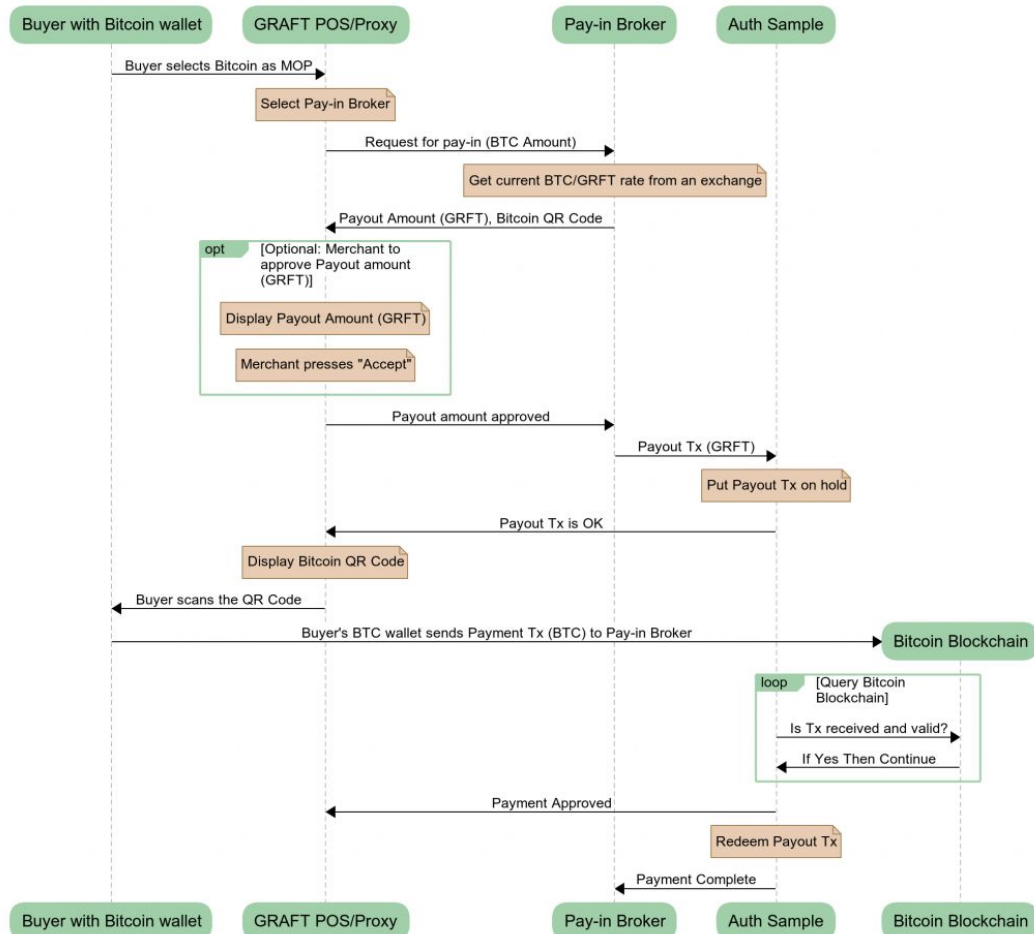 Buyer with Bitcoin wallet
GRAFT POS/Proxy
Pay-in Broker
Auth Sample
Buyer selects Bitcoin as MOP
Select Pay-in Broker
Request for pay-in (BTC Amount)
Get current BTC/GRFT rate from an exchange
Payout Amount (GRFT), Bitcoin QR Code
opt
[Optional: Merchant to
approve Payout amount
(GRFT)]
Display Payout Amount (GRFT)
Merchant presses "Accept"
Payout amount approved
Payout Tx (GRFT)
Put Payout Tx on hold
Payout Tx is OK
Display Bitcoin QR Code
Buyer scans the QR Code
Buyer's BTC wallet sends Payment Tx (BTC) to Pay-in Broker
Bitcoin Blockchain
loop
[Query Bitcoin
Blockchain]
Is Tx received and valid?
If Yes Then Continue
Payment Approved
Redeem Payout Tx
Payment Complete
Buyer with Bitcoin wallet
GRAFT POS/Proxy
Pay-in Broker
Auth Sample
Bitcoin Blockchain